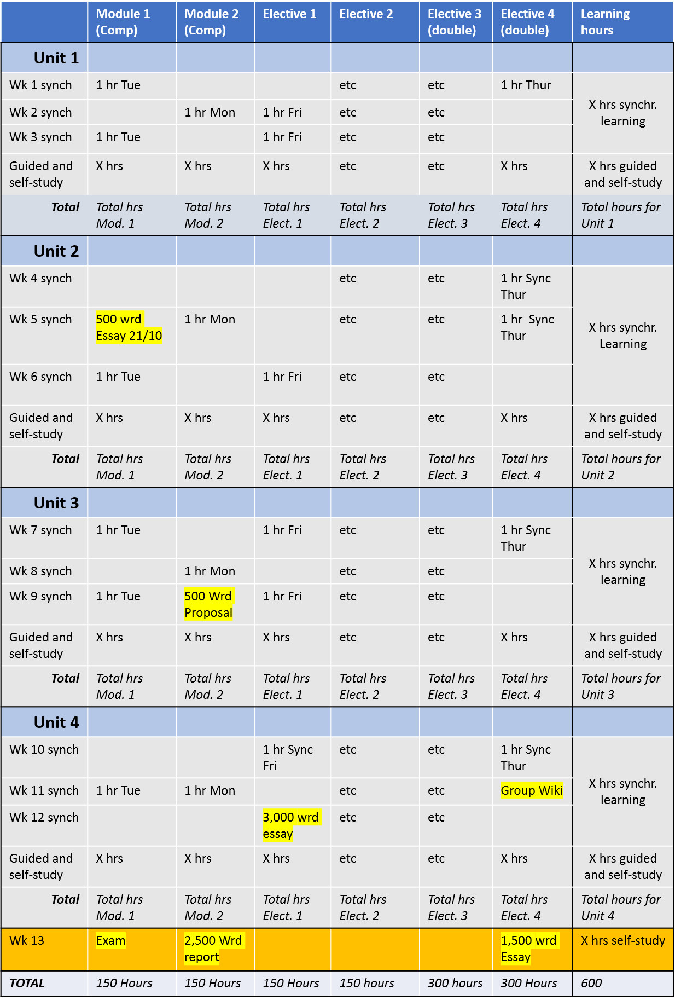 Module 1 (Comp) Module 2 (Comp) Elective 1 Elective 2 Elective 3 (double) Elective 4 (double) Learning hours
Unit 1
Wk 1 synch 1 hr Tue etc etc 1 hr Thur X hrs synchr. learning
Wk 2 synch 1 hr Mon 1 hr Fri etc etc
Wk 3 synch 1 hr Tue 1 hr Fri etc etc
Guided and self-study X hrs X hrs X hrs etc etc X hrs X hrs guided and self-study
Total Total hrs Mod. 1 Total hrs Mod. 2 Total hrs Elect. 1 Total hrs Elect. 2 Total hrs Elect. 3 Total hrs Elect. 4 Total hours for Unit 1
Unit 2
Wk 4 synch etc etc 1 hr Sync Thur X hrs synchr. Learning
Wk 5 synch 500 wrd Essay 21/10 1 hr Mon etc etc 1 hr Sync Thur
Wk 6 synch 1 hr Tue 1 hr Fri etc etc
Guided and self-study X hrs X hrs X hrs etc etc X hrs X hrs guided and self-study
Total Total hrs Mod. 1 Total hrs Mod. 2 Total hrs Elect. 1 Total hrs Elect. 2 Total hrs Elect. 3 Total hrs Elect. 4 Total hours for Unit 2
Unit 3
Wk 7 synch 1 hr Tue 1 hr Fri etc etc 1 hr Sync Thur X hrs synchr. learning
Wk 8 synch 1 hr Mon etc etc
Wk 9 synch 1 hr Tue 500 Wrd Proposal 1 hr Fri etc etc
Guided and self-study X hrs X hrs X hrs etc etc X hrs X hrs guided and self-study
Total Total hrs Mod. 1 Total hrs Mod. 2 Total hrs Elect. 1 Total hrs Elect. 2 Total hrs Elect. 3 Total hrs Elect. 4 Total hours for Unit 3
Unit 4
Wk 10 synch 1 hr Sync Fri etc etc 1 hr Sync Thur X hrs synchr. learning
Wk 11 synch 1 hr Tue 1 hr Mon etc etc Group Wiki
Wk 12 synch 3,000 wrd essay etc etc
Guided and self-study X hrs X hrs X hrs etc etc X hrs X hrs guided and self-study
Total Total hrs Mod. 1 Total hrs Mod. 2 Total hrs Elect. 1 Total hrs Elect. 2 Total hrs Elect. 3 Total hrs Elect. 4 Total hours for Unit 4
Wk 13 Exam 2,500 Wrd report 1,500 wrd Essay X hrs self-study
TOTAL 150 Hours 150 Hours 150 Hours 150 hours 300 hours 300 Hours 600